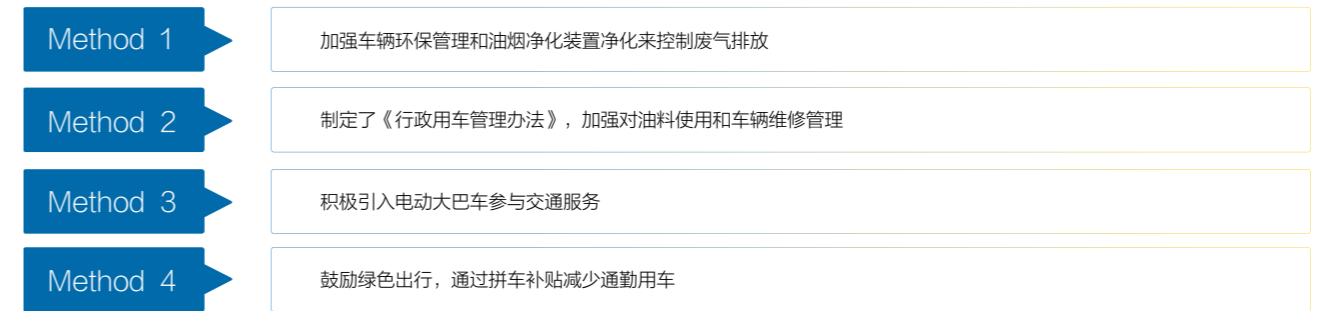 Method 1
加强车辆环保管理和油烟净化装置净化来控制废气排放
Method 2
制定了《行政用车管理办法》，加强对油料使用和车辆维修管理
Method 3
积极引入电动大巴车参与交通服务
Method 4
鼓励绿色出行，通过拼车补贴减少通勤用车